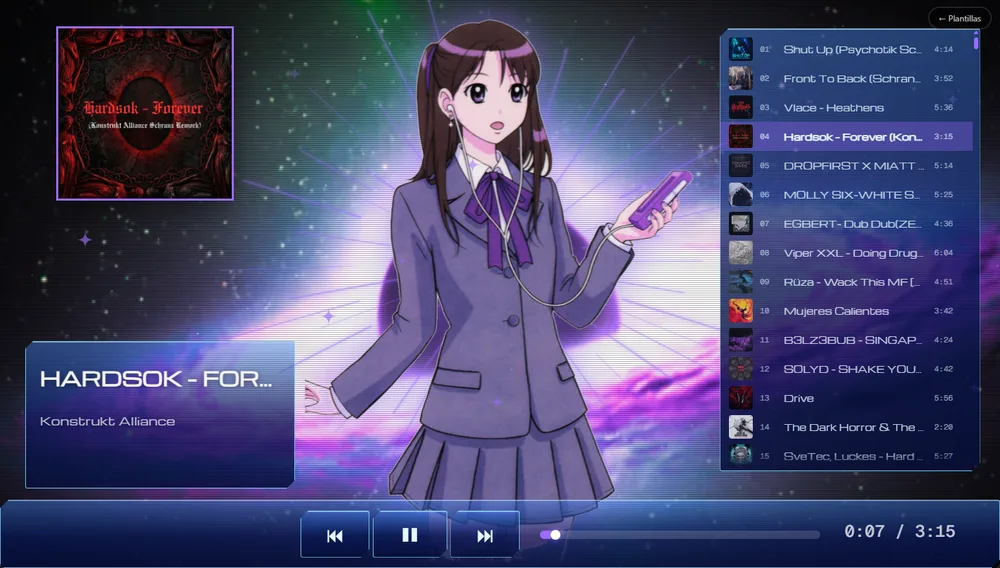 ← Plantillas
Hardsok - Forever
(Konstrukt Alliance Schranz Rework)
HARDSOK - FOR...
Konstrukt Alliance
01 Shut Up (Psychotik Sc... 4:14
02 Front To Back (Schran... 3:52
03 Vlace - Heathens 5:36
04 Hardsok - Forever (Kon... 3:15
05 DROPFIRST X MIATT ... 5:14
06 MOLLY SIX-WHITE S... 5:25
07 EGBERT- Dub Dub(ZE... 4:36
08 Viper XXL - Doing Drug... 6:04
09 Rüza - Wack This MF [... 4:51
10 Mujeres Calientes 3:42
11 B3LZ3BUB - SINGAP... 4:24
12 SOLYD - SHAKE YOU... 4:42
13 Drive 5:56
14 The Dark Horror & The ... 2:20
15 SveTec, Luckes - Hard ... 5:27
0:07 / 3:15